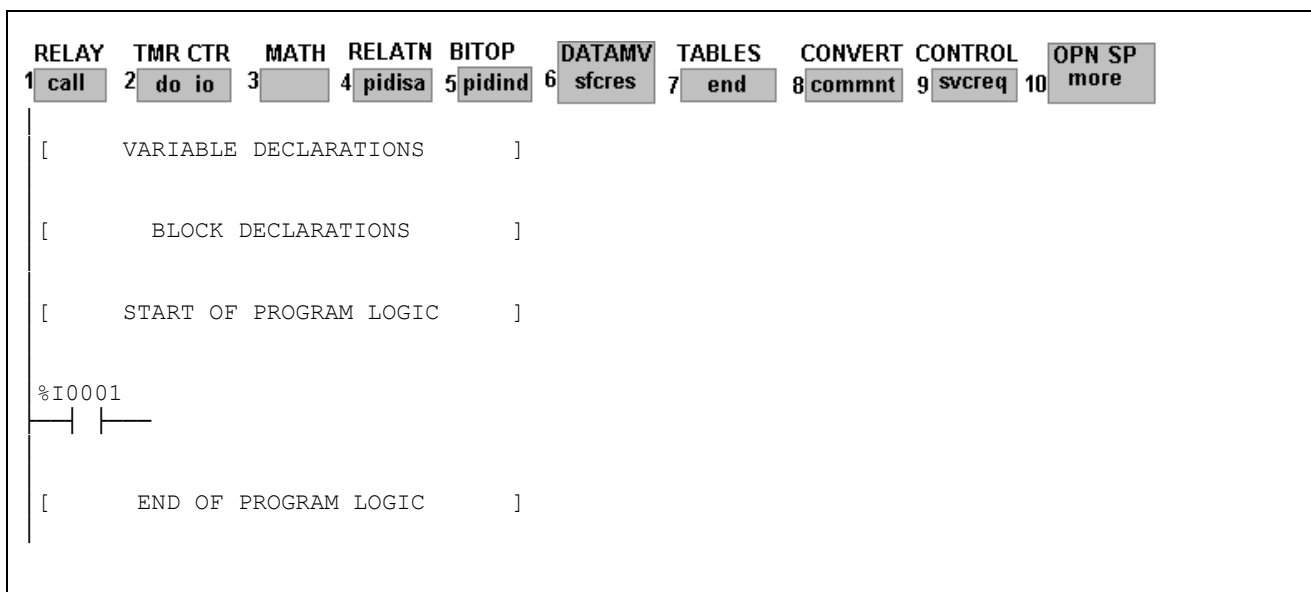 RELAY TMR CTR MATH RELATN BITOP DATAMV TABLES CONVERT CONTROL OPN SP
1 call 2 do io 3 4 pidisa 5 pidind 6 sfcres 7 end 8 commnt 9 svcreq 10 more
[ VARIABLE DECLARATIONS ]
[ BLOCK DECLARATIONS ]
[ START OF PROGRAM LOGIC ]
%I0001
[ END OF PROGRAM LOGIC ]